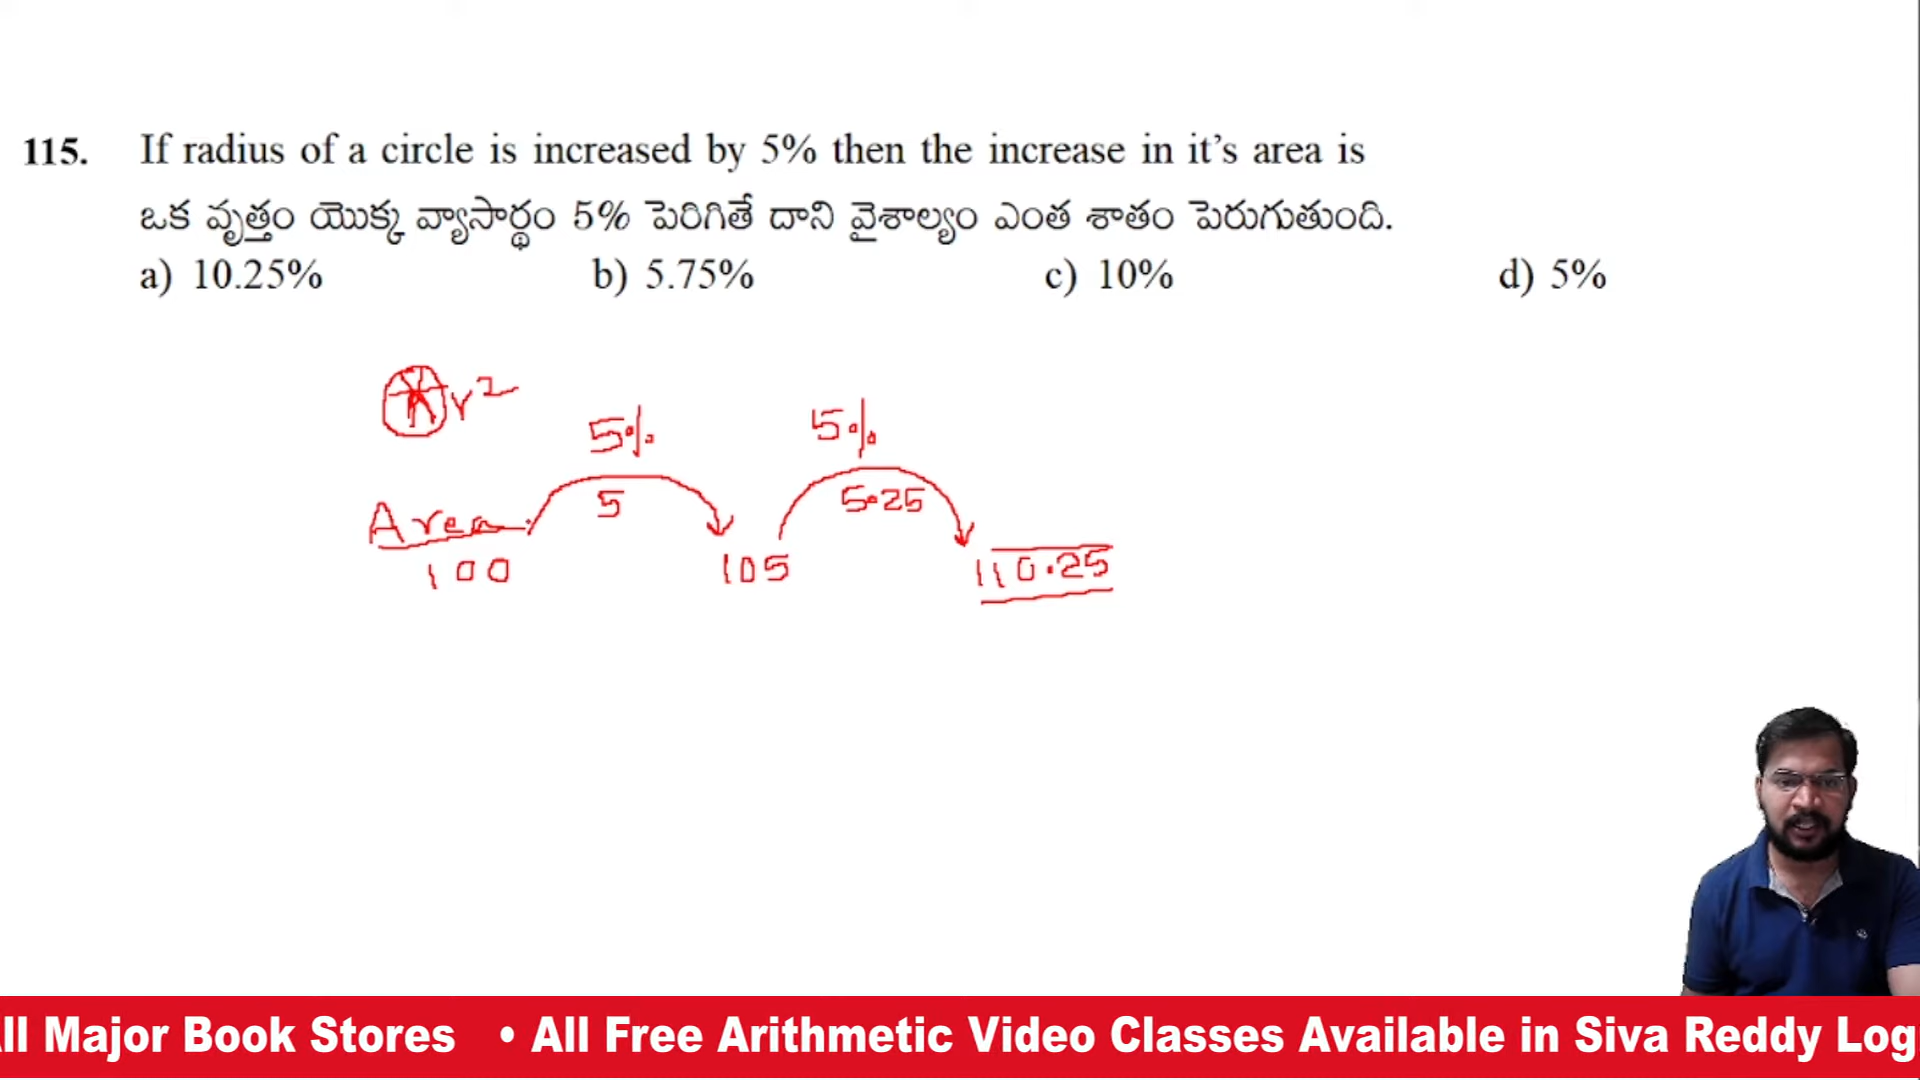 115. If radius of a circle is increased by 5% then the increase in it's area is
ఒక వృత్తం యొక్క వ్యాసార్థం 5% పెరిగితే దాని వైశాల్యం ఎంత శాతం పెరుగుతుంది.
a) 10.25% b) 5.75% c) 10% d) 5%
r²
5% 5%
Area 5 5.25
100 105 110.25
ll Major Book Stores • All Free Arithmetic Video Classes Available in Siva Reddy Log